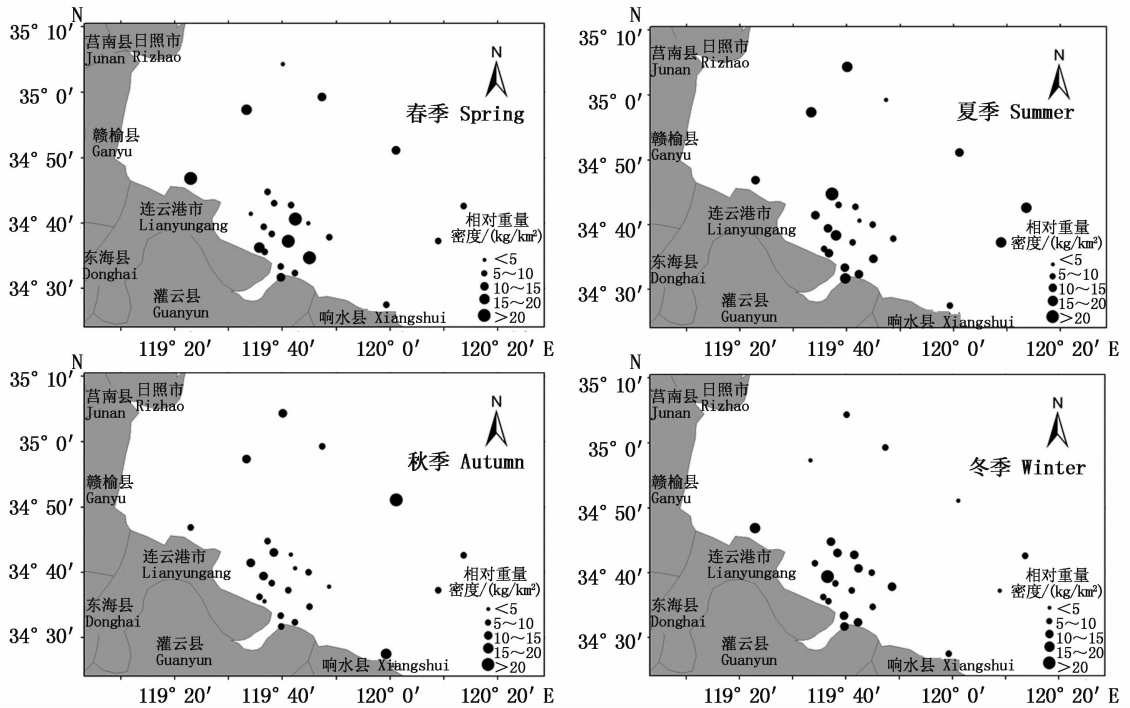 N
35° 10′
35° 0′
34° 50′
34° 40′
34° 30′
莒南县 日照市
Junan Rizhao
赣榆县
Ganyu
连云港市
Lianyungang
东海县
Donghai
灌云县
Guanyun
响水县 Xiangshui
N
春季 Spring
相对重量
密度/(kg/km²)
<5
5～10
10～15
15～20
>20
119° 20′ 119° 40′ 120° 0′ 120° 20′ E
N
35° 10′
35° 0′
34° 50′
34° 40′
34° 30′
莒南县 日照市
Junan Rizhao
赣榆县
Ganyu
连云港市
Lianyungang
东海县
Donghai
灌云县
Guanyun
响水县 Xiangshui
N
夏季 Summer
相对重量
密度/(kg/km²)
<5
5～10
10～15
15～20
>20
119° 20′ 119° 40′ 120° 0′ 120° 20′ E
N
35° 10′
35° 0′
34° 50′
34° 40′
34° 30′
莒南县 日照市
Junan Rizhao
赣榆县
Ganyu
连云港市
Lianyungang
东海县
Donghai
灌云县
Guanyun
响水县 Xiangshui
N
秋季 Autumn
相对重量
密度/(kg/km²)
<5
5～10
10～15
15～20
>20
119° 20′ 119° 40′ 120° 0′ 120° 20′ E
N
35° 10′
35° 0′
34° 50′
34° 40′
34° 30′
莒南县 日照市
Junan Rizhao
赣榆县
Ganyu
连云港市
Lianyungang
东海县
Donghai
灌云县
Guanyun
响水县 Xiangshui
N
冬季 Winter
相对重量
密度/(kg/km²)
<5
5～10
10～15
15～20
>20
119° 20′ 119° 40′ 120° 0′ 120° 20′ E